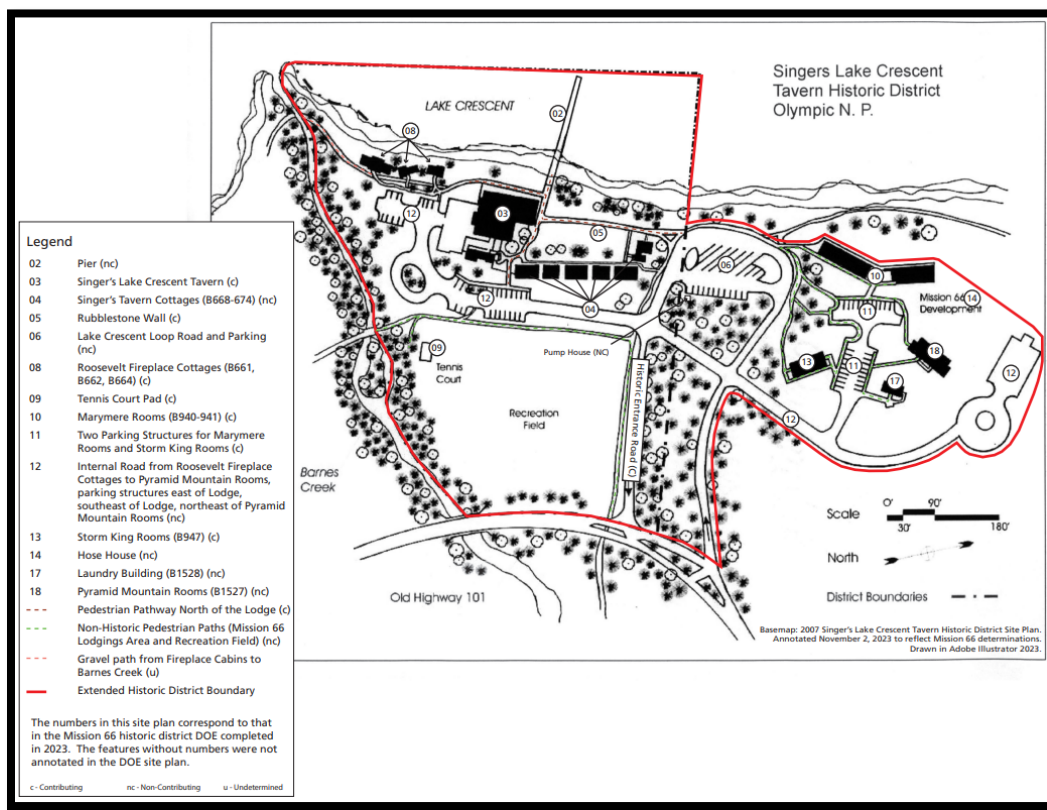 Singers Lake Crescent
Tavern Historic District
Olympic N. P.
LAKE CRESCENT
02
08
12
03
05
06
10
Mission 66
14
Development
11
12
04
09
Tennis
Court
Pump House (NC)
Historic Entrance Road (C)
13
11
18
17
12
12
Recreation
Field
Barnes
Creek
Old Highway 101
Scale
0' 90'
30' 180'
North
District Boundaries
Basemap: 2007 Singer's Lake Crescent Tavern Historic District Site Plan.
Annotated November 2, 2023 to reflect Mission 66 determinations.
Drawn in Adobe Illustrator 2023.
Legend
02 Pier (nc)
03 Singer's Lake Crescent Tavern (c)
04 Singer's Tavern Cottages (B668-674) (nc)
05 Rubblestone Wall (c)
06 Lake Crescent Loop Road and Parking
(nc)
08 Roosevelt Fireplace Cottages (B661,
B662, B664) (c)
09 Tennis Court Pad (c)
10 Marymere Rooms (B940-941) (c)
11 Two Parking Structures for Marymere
Rooms and Storm King Rooms (c)
12 Internal Road from Roosevelt Fireplace
Cottages to Pyramid Mountain Rooms,
parking structures east of Lodge,
southeast of Lodge, northeast of Pyramid
Mountain Rooms (nc)
13 Storm King Rooms (B947) (c)
14 Hose House (nc)
17 Laundry Building (B1528) (nc)
18 Pyramid Mountain Rooms (B1527) (nc)
Pedestrian Pathway North of the Lodge (c)
Non-Historic Pedestrian Paths (Mission 66
Lodgings Area and Recreation Field) (nc)
Gravel path from Fireplace Cabins to
Barnes Creek (u)
Extended Historic District Boundary
The numbers in this site plan correspond to that
in the Mission 66 historic district DOE completed
in 2023. The features without numbers were not
annotated in the DOE site plan.
c - Contributing nc - Non-Contributing u - Undetermined